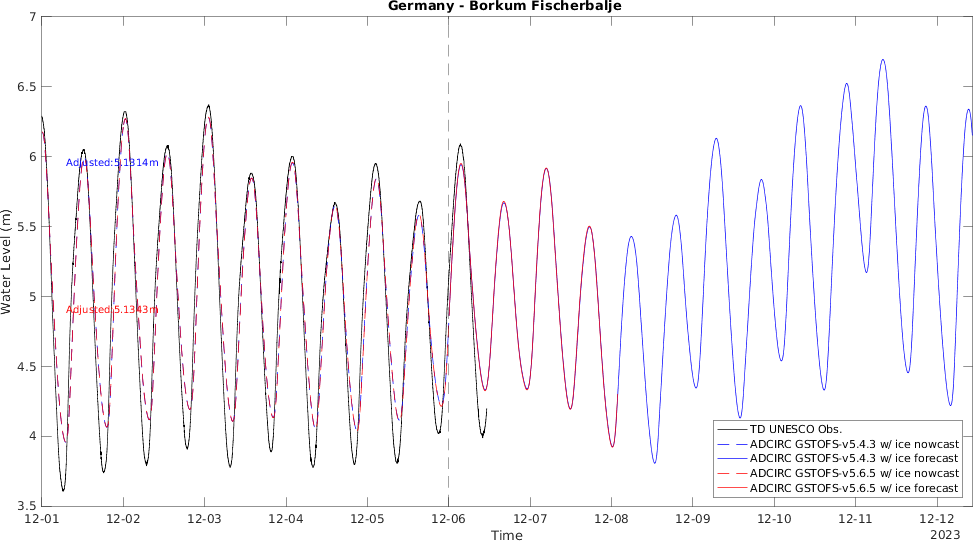 Germany - Borkum Fischerbalje
Water Level (m)
7
6.5
6
5.5
5
4.5
4
3.5
Adjusted:5.1314m
Adjusted:5.1343m
TD UNESCO Obs.
ADCIRC GSTOFS-v5.4.3 w/ ice nowcast
ADCIRC GSTOFS-v5.4.3 w/ ice forecast
ADCIRC GSTOFS-v5.6.5 w/ ice nowcast
ADCIRC GSTOFS-v5.6.5 w/ ice forecast
12-01 12-02 12-03 12-04 12-05 12-06 12-07 12-08 12-09 12-10 12-11 12-12
Time
2023